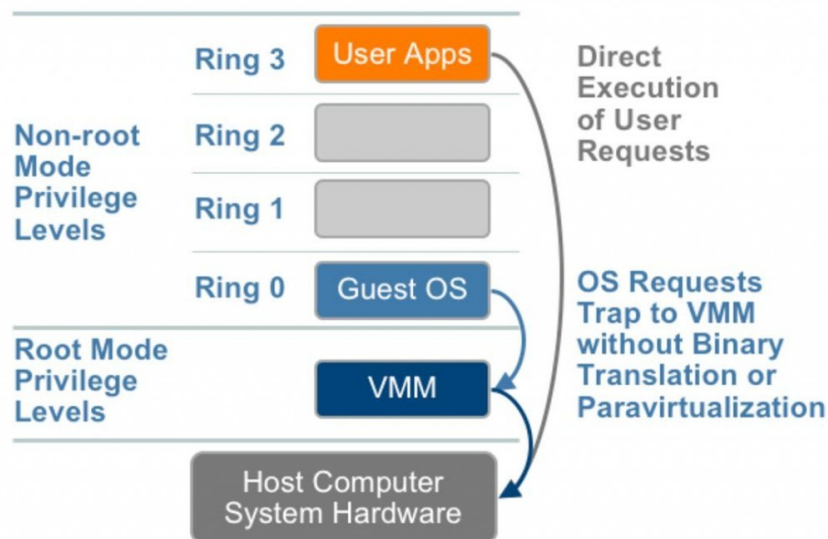 Ring 3
User Apps
Direct
Execution
of User
Requests
Non-root
Mode
Privilege
Levels
Ring 2
Ring 1
Ring 0
Guest OS
OS Requests
Trap to VMM
without Binary
Translation or
Paravirtualization
Root Mode
Privilege
Levels
VMM
Host Computer
System Hardware